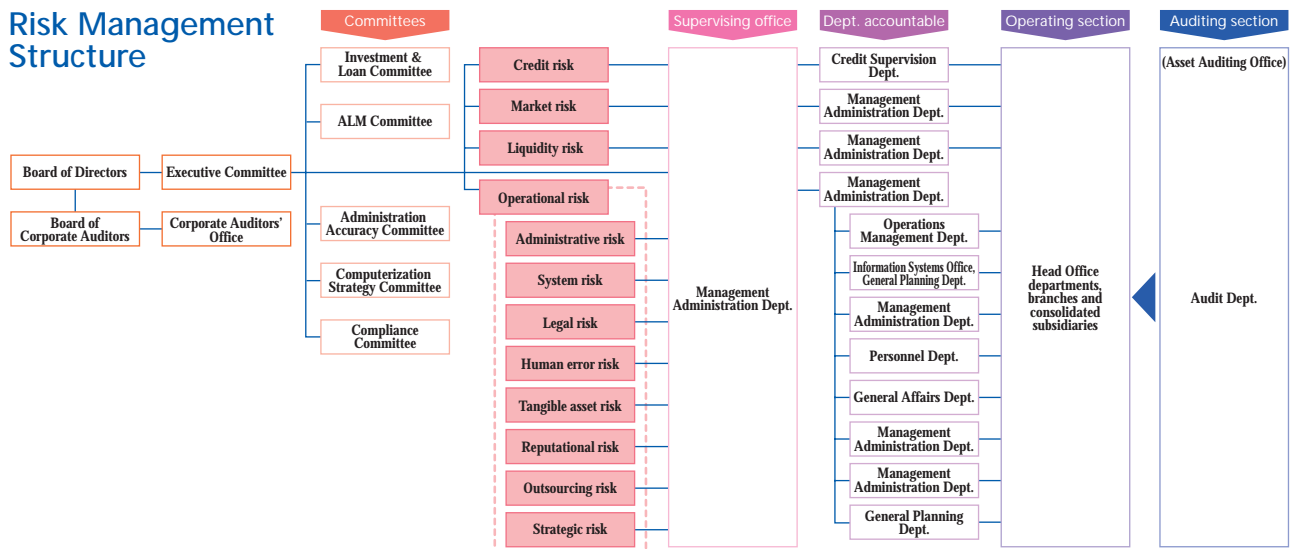 Risk Management
Structure
Committees
Supervising office
Dept. accountable
Operating section
Auditing section
Board of Directors
Executive Committee
Board of
Corporate Auditors
Corporate Auditors'
Office
Investment &
Loan Committee
ALM Committee
Administration
Accuracy Committee
Computerization
Strategy Committee
Compliance
Committee
Credit risk
Market risk
Liquidity risk
Operational risk
Administrative risk
System risk
Legal risk
Human error risk
Tangible asset risk
Reputational risk
Outsourcing risk
Strategic risk
Management
Administration Dept.
Credit Supervision
Dept.
Management
Administration Dept.
Management
Administration Dept.
Management
Administration Dept.
Operations
Management Dept.
Information Systems Office,
General Planning Dept.
Management
Administration Dept.
Personnel Dept.
General Affairs Dept.
Management
Administration Dept.
Management
Administration Dept.
General Planning
Dept.
Head Office
departments,
branches and
consolidated
subsidiaries
(Asset Auditing Office)
Audit Dept.